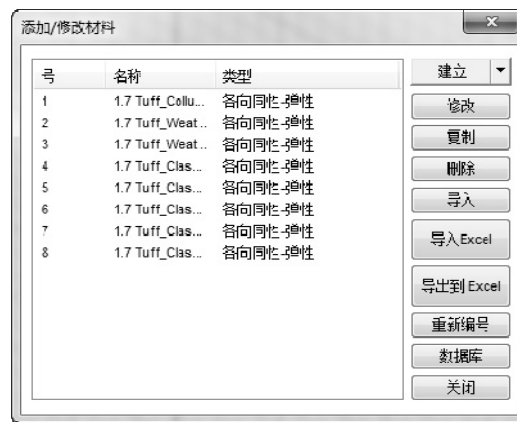 添加/修改材料
号 名称 类型
1 1.7 Tuff_Collu... 各向同性-弹性
2 1.7 Tuff_Weat... 各向同性-弹性
3 1.7 Tuff_Weat... 各向同性-弹性
4 1.7 Tuff_Clas... 各向同性-弹性
5 1.7 Tuff_Clas... 各向同性-弹性
6 1.7 Tuff_Clas... 各向同性-弹性
7 1.7 Tuff_Clas... 各向同性-弹性
8 1.7 Tuff_Clas... 各向同性-弹性
建立
修改
复制
删除
导入
导入Excel
导出到 Excel
重新编号
数据库
关闭